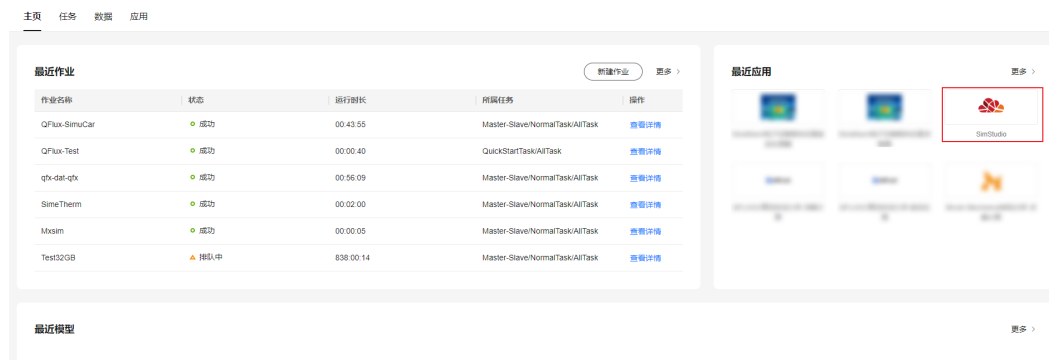 主页 任务 数据 应用
最近作业 新建作业 更多 >
作业名称 状态 运行时长 所属任务 操作
QFlux-SimuCar 成功 00:43:55 Master-Slave/NormalTask/AllTask 查看详情
QFlux-Test 成功 00:00:40 QuickStartTask/AllTask 查看详情
qfx-dat-qfx 成功 00:56:09 Master-Slave/NormalTask/AllTask 查看详情
SimeTherm 成功 00:02:00 Master-Slave/NormalTask/AllTask 查看详情
Mxsim 成功 00:00:05 Master-Slave/NormalTask/AllTask 查看详情
Test32GB 排队中 838:00:14 Master-Slave/NormalTask/AllTask 查看详情
最近应用 更多 >
SimStudio
最近模型 更多 >